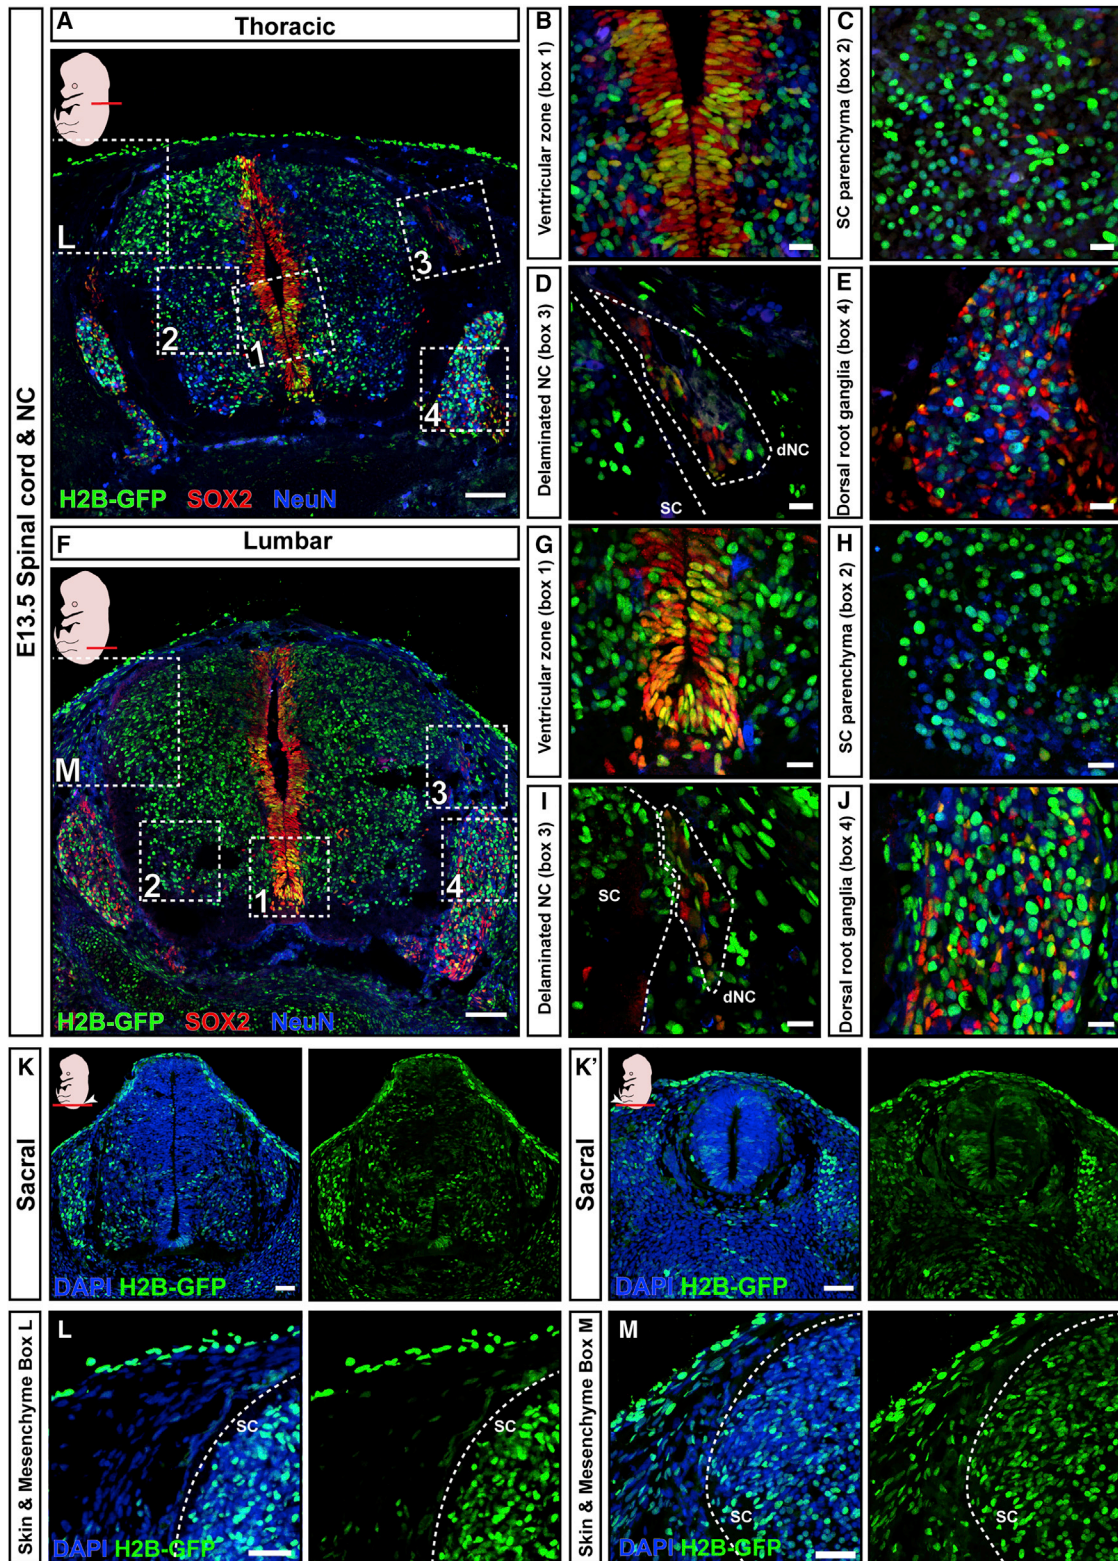 E13.5 Spinal cord & NC
A
Thoracic
L
1
2
3
4
H2B-GFP SOX2 NeuN
B
Ventricular zone (box 1)
C
SC parenchyma (box 2)
D
Delaminated NC (box 3)
dNC
SC
E
Dorsal root ganglia (box 4)
F
Lumbar
M
1
2
3
4
H2B-GFP SOX2 NeuN
G
Ventricular zone (box 1)
H
SC parenchyma (box 2)
I
Delaminated NC (box 3)
SC
dNC
J
Dorsal root ganglia (box 4)
K
Sacral
DAPI H2B-GFP
K'
Sacral
DAPI H2B-GFP
Skin & Mesenchyme Box L
L
SC
SC
DAPI H2B-GFP
Skin & Mesenchyme Box M
M
SC
SC
DAPI H2B-GFP